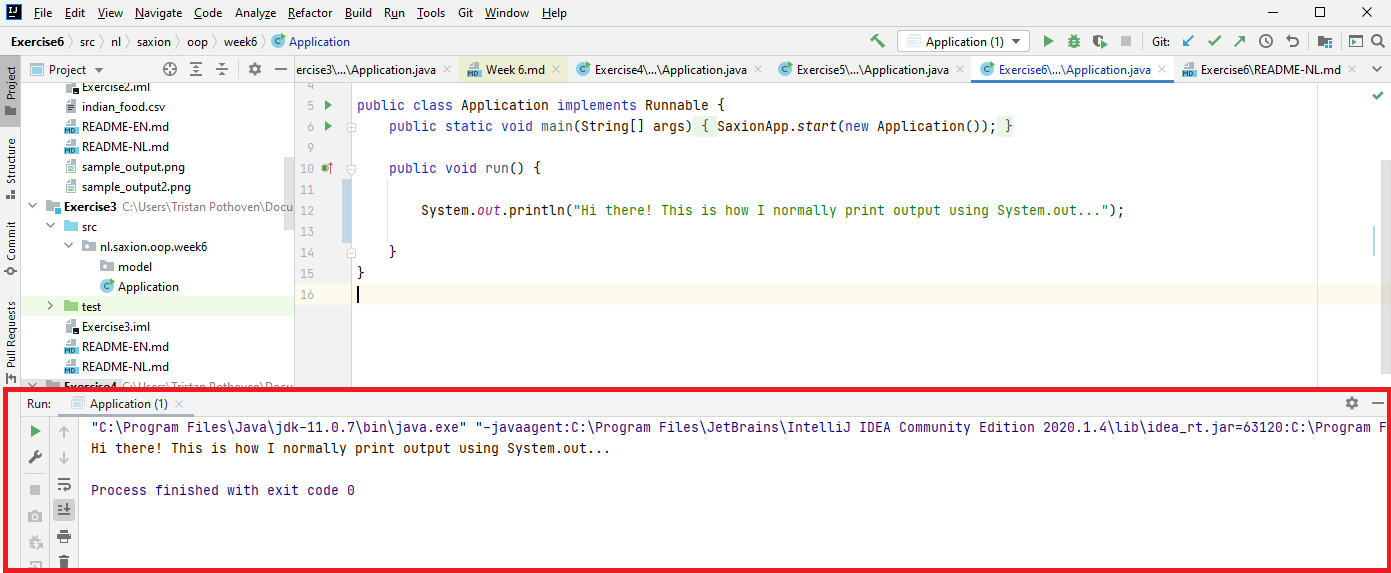 File Edit View Navigate Code Analyze Refactor Build Run Tools Git Window Help
Exercise6 src nl saxion oop week6 Application Application (1) Git:
Project
Project
ercise3\...\Application.java Week 6.md Exercise4\...\Application.java Exercise5\...\Application.java Exercise6\...\Application.java Exercise6\README-NL.md
Exercise2.iml
indian_food.csv
README-EN.md
README-NL.md
sample_output.png
sample_output2.png
Exercise3 C:\Users\Tristan Pothoven\Docu
src
nl.saxion.oop.week6
model
Application
test
Exercise3.iml
README-EN.md
README-NL.md
Exercise4 C:\Users\Tristan Pothoven\Docu
Structure
Commit
Pull Requests
4
5 public class Application implements Runnable {
6 public static void main(String[] args) { SaxionApp.start(new Application()); }
9
10 public void run() {
11
12 System.out.println("Hi there! This is how I normally print output using System.out...");
13
14 }
15 }
16
Run: Application (1)
"C:\Program Files\Java\jdk-11.0.7\bin\java.exe" "-javaagent:C:\Program Files\JetBrains\IntelliJ IDEA Community Edition 2020.1.4\lib\idea_rt.jar=63120:C:\Program F
Hi there! This is how I normally print output using System.out...
Process finished with exit code 0